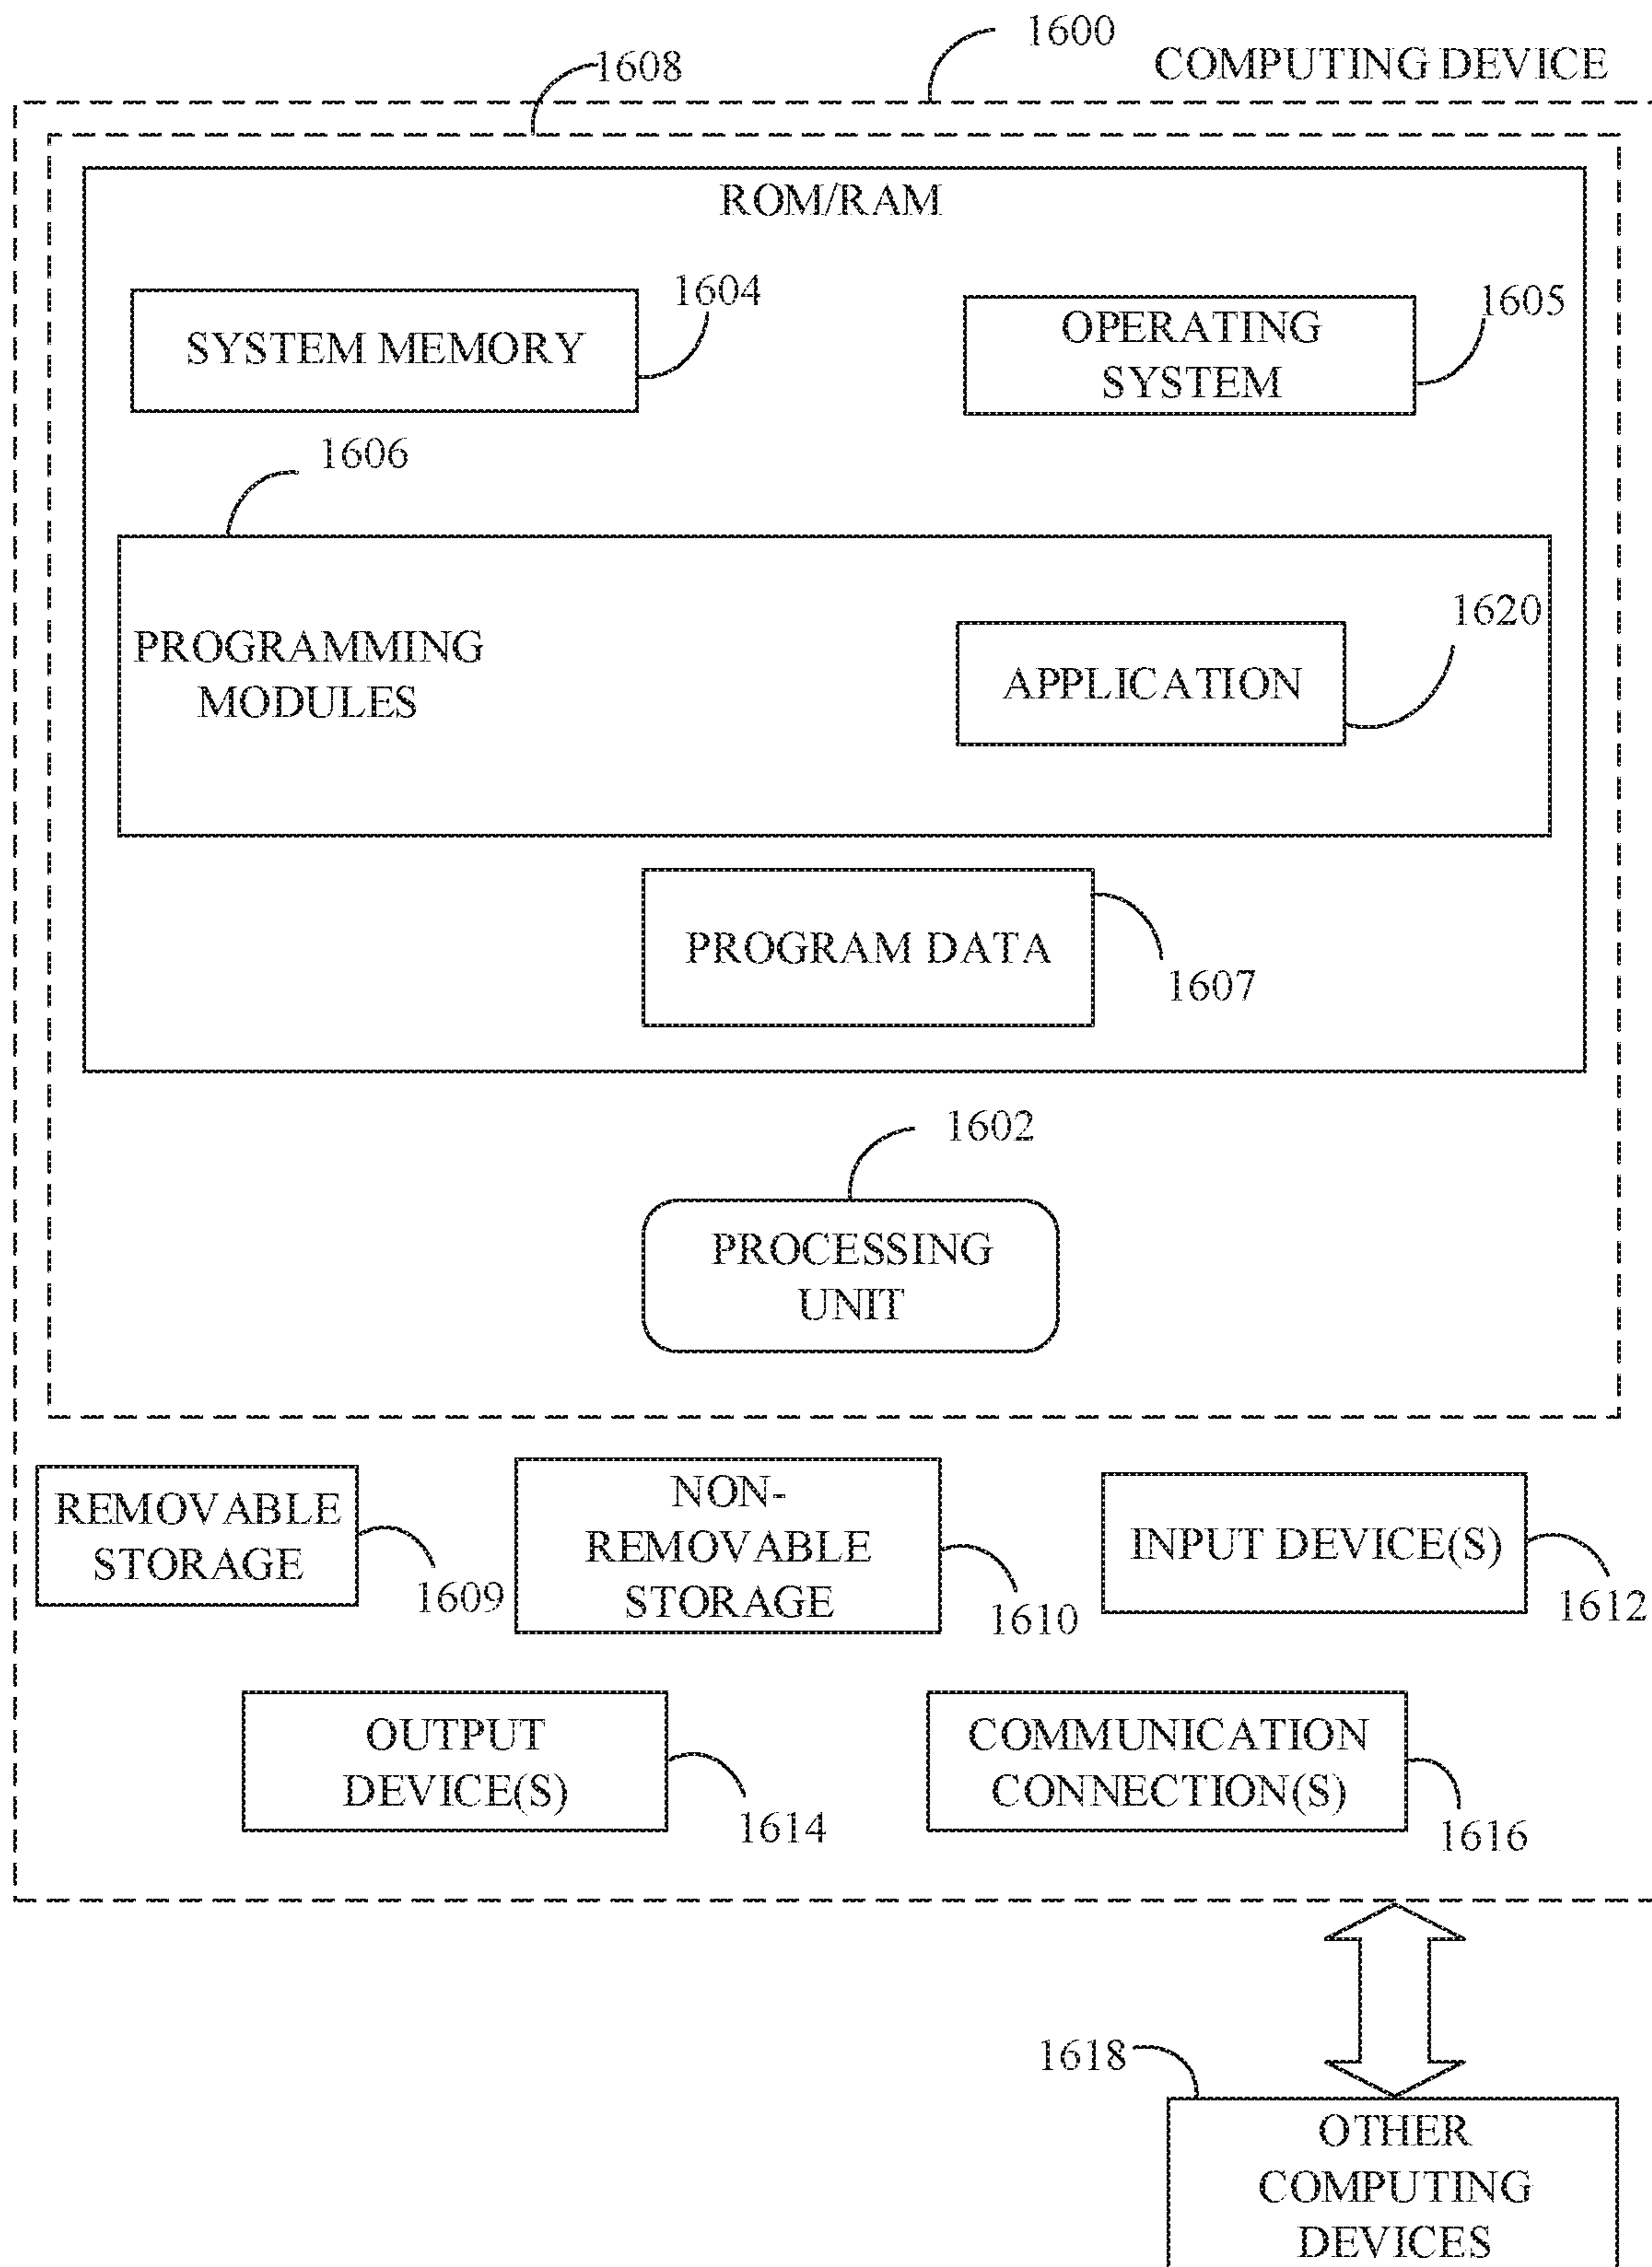 1600
COMPUTING DEVICE
1608
ROM/RAM
1604
SYSTEM MEMORY
1605
OPERATING
SYSTEM
1606
PROGRAMMING
MODULES
1620
APPLICATION
PROGRAM DATA
1607
1602
PROCESSING
UNIT
REMOVABLE
STORAGE
1609
NON-
REMOVABLE
STORAGE
1610
INPUT DEVICE(S)
1612
OUTPUT
DEVICE(S)
1614
COMMUNICATION
CONNECTION(S)
1616
1618
OTHER
COMPUTING
DEVICES